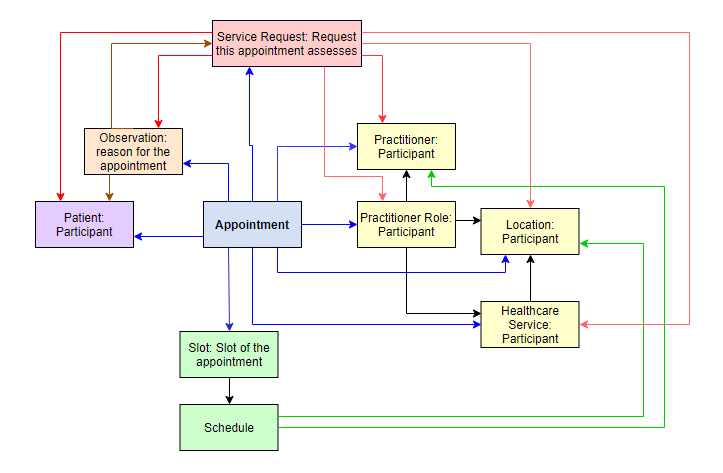 Service Request: Request
this appointment assesses
Observation:
reason for the
appointment
Practitioner:
Participant
Patient:
Participant
Appointment
Practitioner Role:
Participant
Location:
Participant
Healthcare
Service:
Participant
Slot: Slot of the
appointment
Schedule